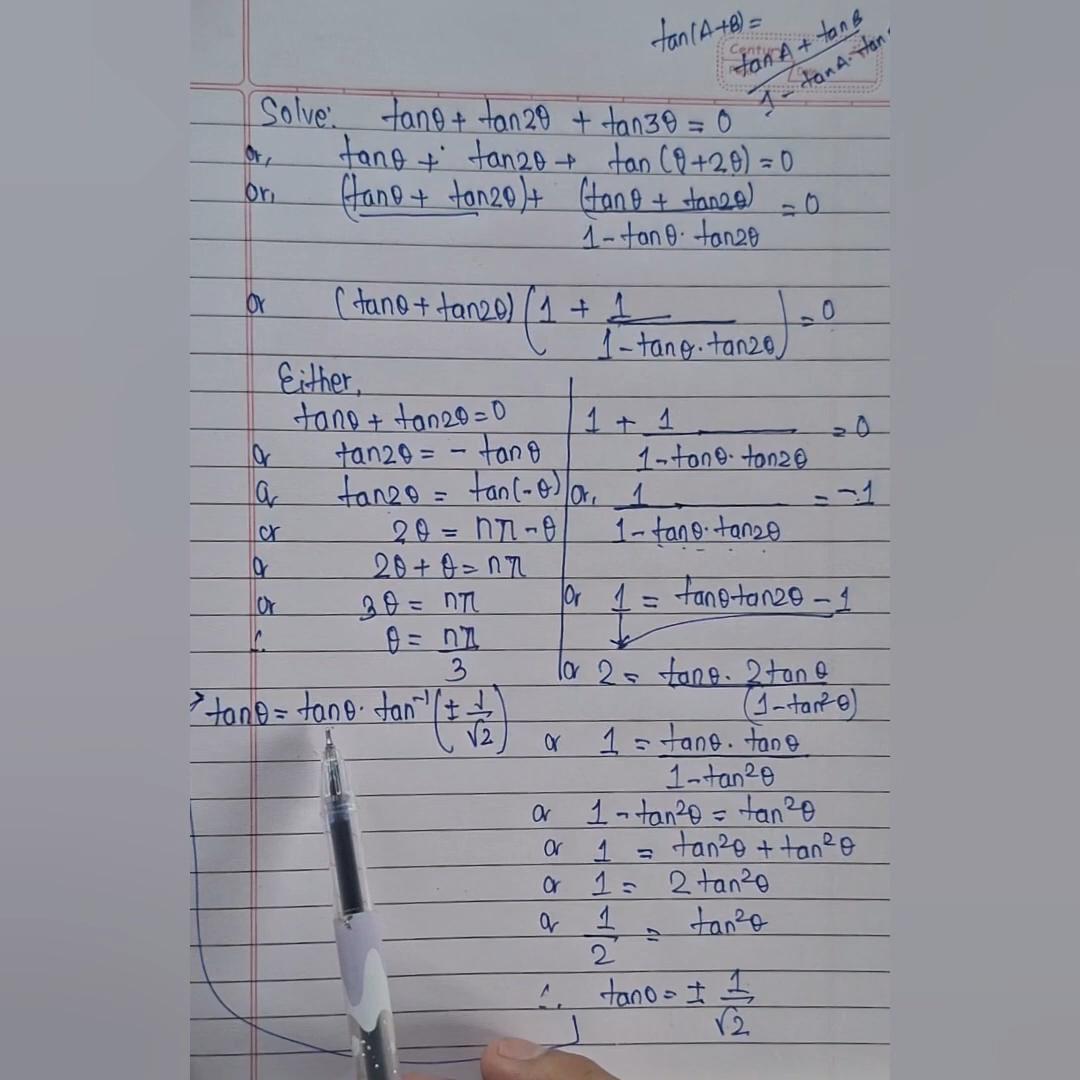 tan(A+B) =
tanA + tanB
1 - tanA·tan
Solve: tanθ + tan2θ + tan3θ = 0
or, tanθ + tan2θ + tan(θ+2θ) = 0
or, (tanθ + tan2θ) + (tanθ + tan2θ) = 0
1 - tanθ· tan2θ
or (tanθ + tan2θ) (1 + 1 ) = 0
1 - tanθ·tan2θ
Either,
tanθ + tan2θ = 0
or tan2θ = - tanθ
or tan2θ = tan(-θ)
or 2θ = nπ - θ
or 2θ + θ = nπ
or 3θ = nπ
∴ θ = nπ
3
1 + 1 = 0
1 - tanθ· tan2θ
or, 1 = -1
1 - tanθ·tan2θ
or 1 = tanθtan2θ - 1
or 2 = tanθ· 2tanθ
(1-tan²θ)
or 1 = tanθ· tanθ
1-tan²θ
or 1 - tan²θ = tan²θ
or 1 = tan²θ + tan²θ
or 1 = 2tan²θ
or 1 = tan²θ
2
∴ tanθ = ± 1
√2
tanθ = tanθ· tan⁻¹(± 1
√2)